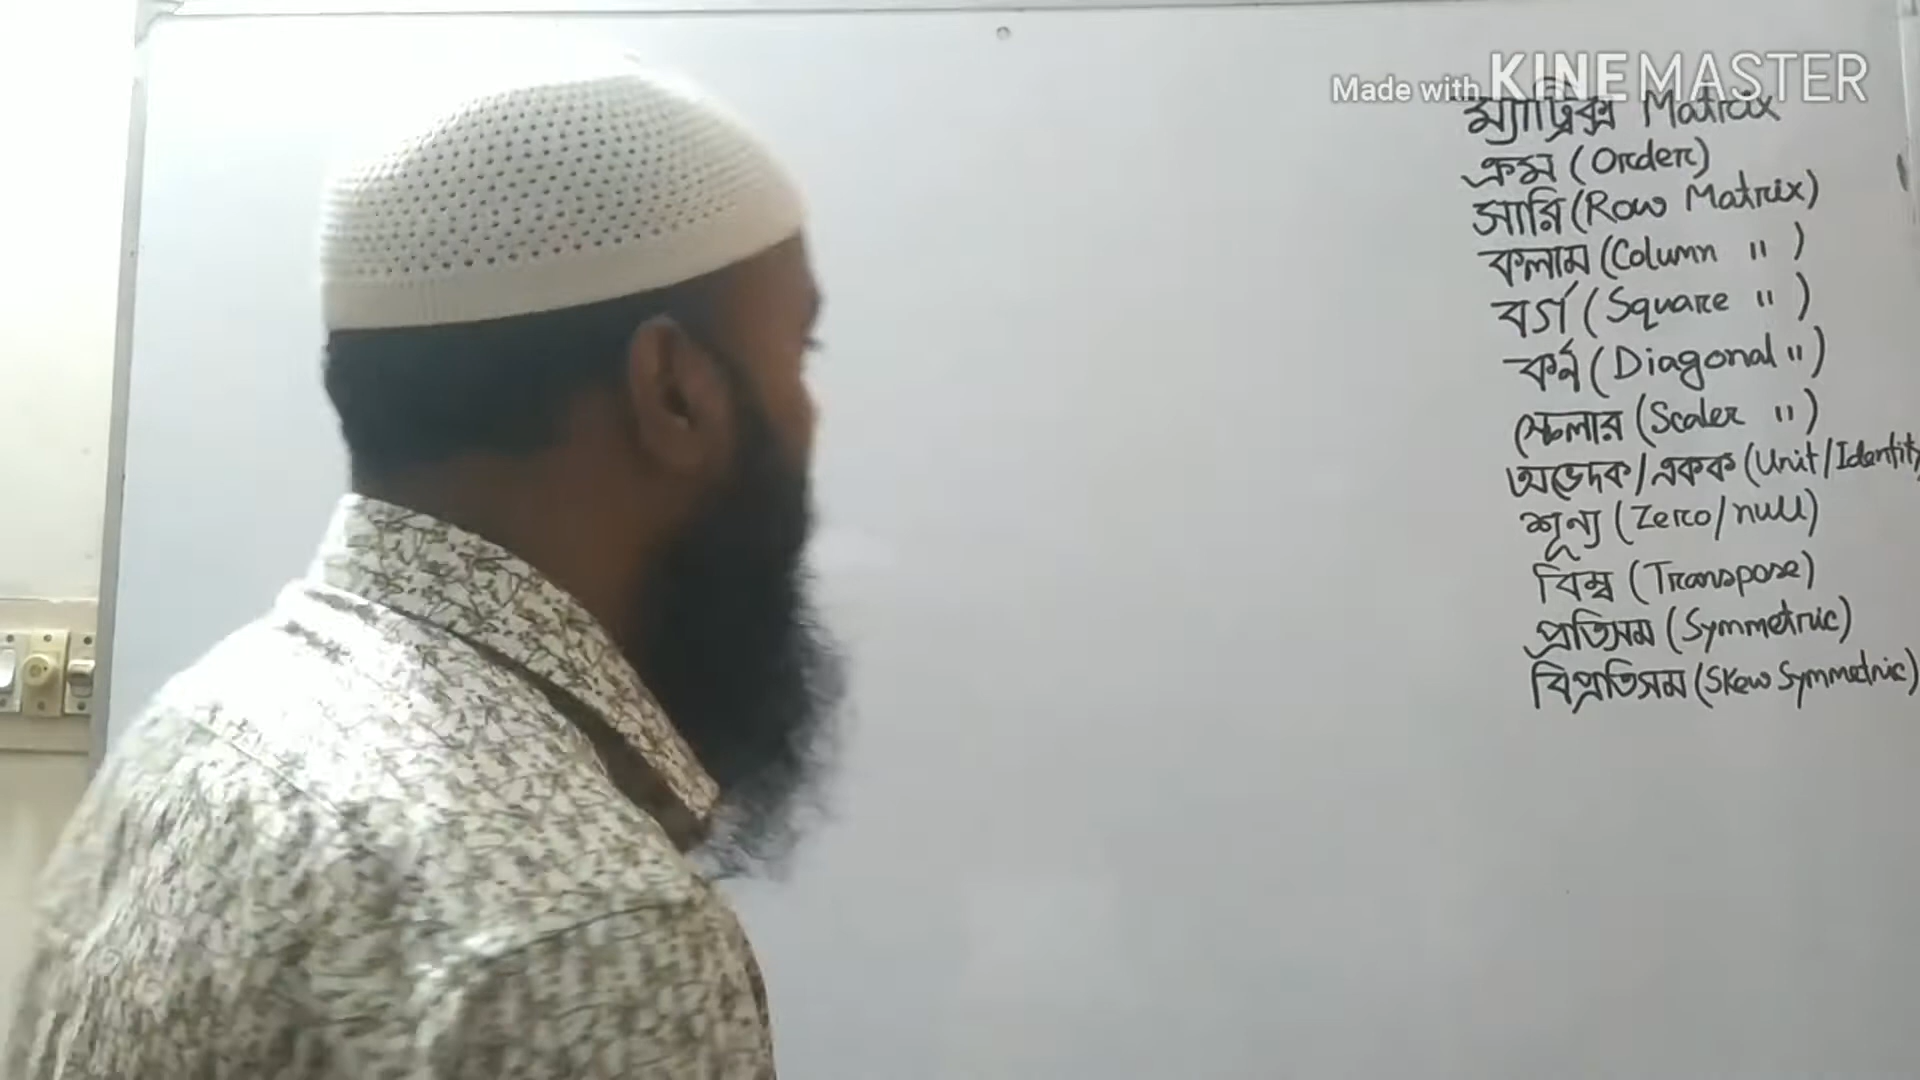 Made with KINEMASTER
ম্যাট্রিক্স Matrix
ক্রম (Order)
সারি (Row Matrix)
কলাম (Column " )
বর্গ (Square " )
কর্ন (Diagonal ")
স্কেলার (Scaler " )
অভেদক/একক (Unit/Identity
শূন্য (Zero/null)
বিম্ব (Transpose)
প্রতিসম (Symmetric)
বিপ্রতিসম (Skew Symmetric)